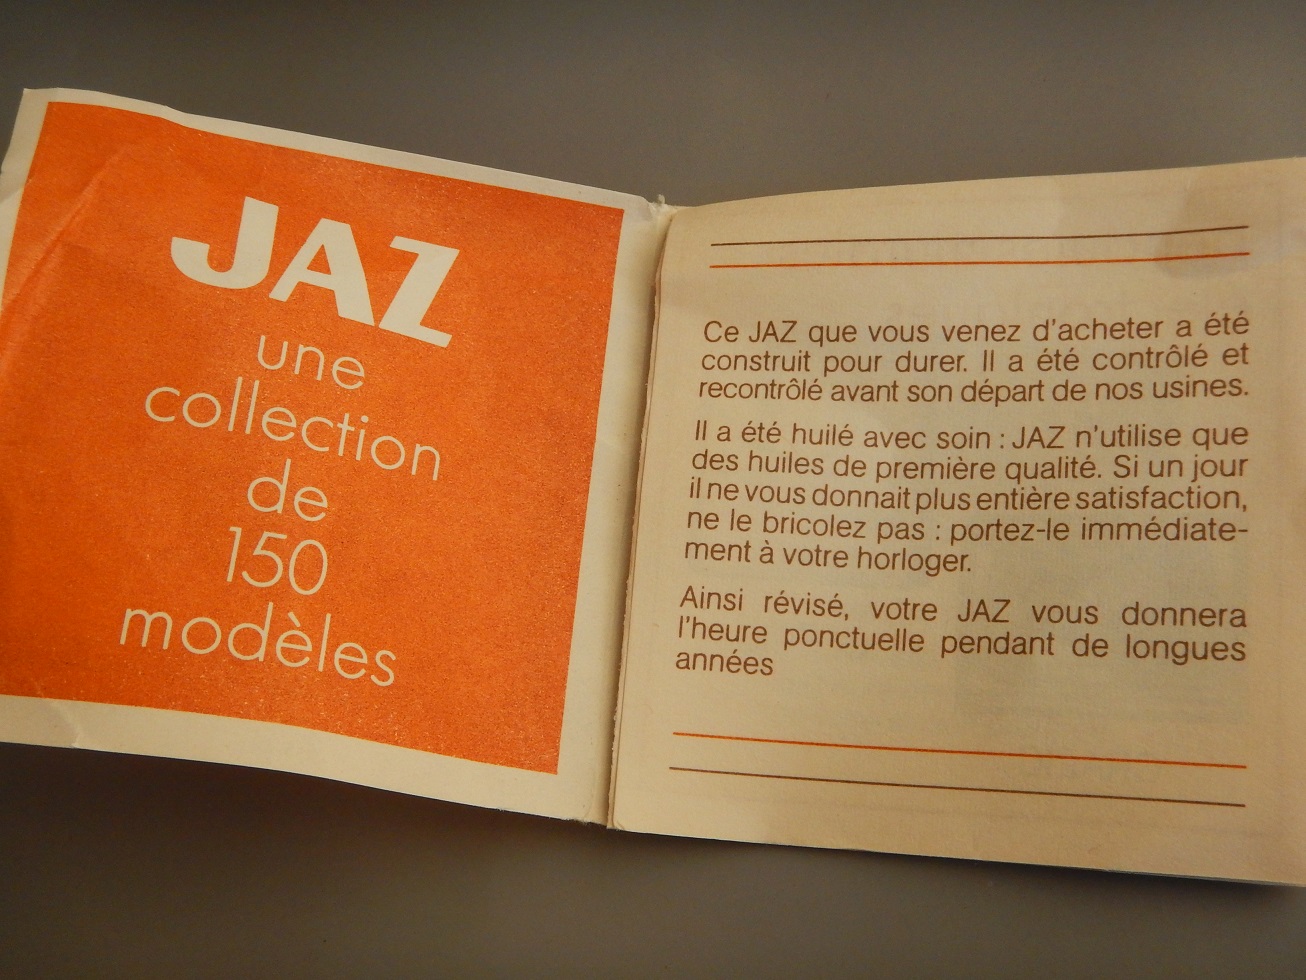 JAZ
une
collection
de
150
modèles
Ce JAZ que vous venez d'acheter a été
construit pour durer. Il a été contrôlé et
recontrôlé avant son départ de nos usines.
Il a été huilé avec soin : JAZ n'utilise que
des huiles de première qualité. Si un jour
il ne vous donnait plus entière satisfaction,
ne le bricolez pas : portez-le immédiate-
ment à votre horloger.
Ainsi révisé, votre JAZ vous donnera
l'heure ponctuelle pendant de longues
années